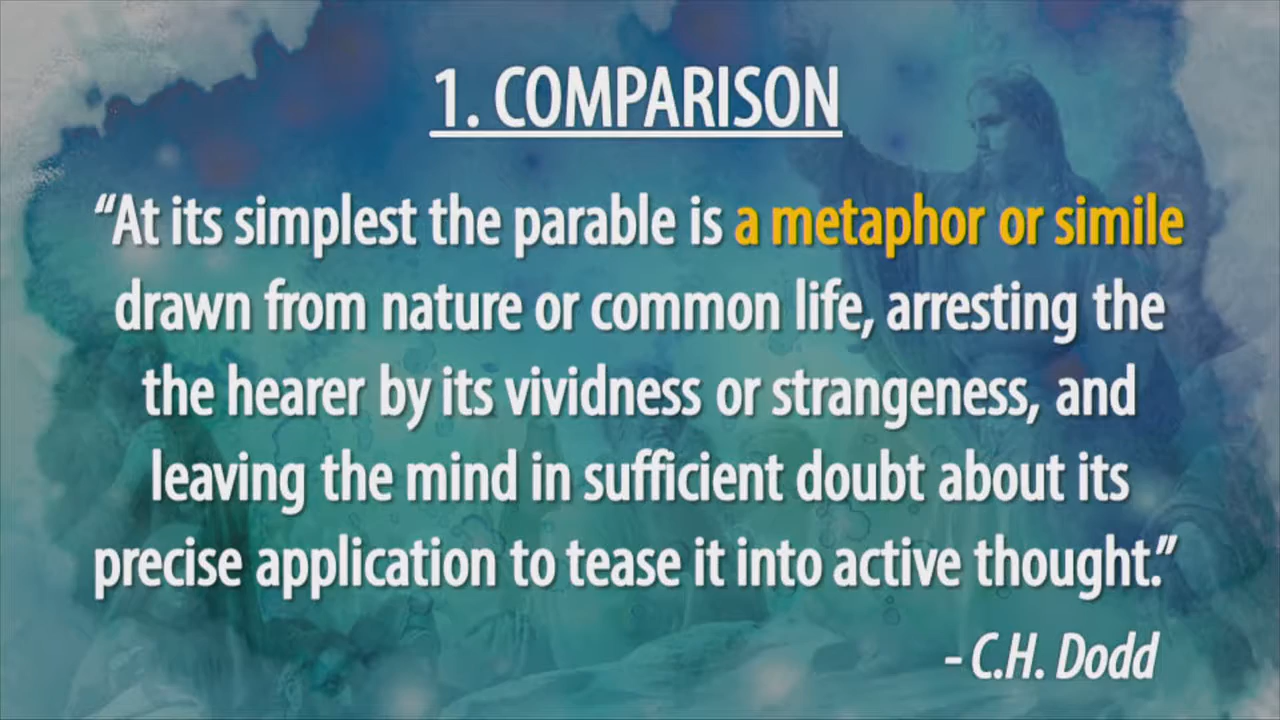 1. COMPARISON
“At its simplest the parable is a metaphor or simile
drawn from nature or common life, arresting the
the hearer by its vividness or strangeness, and
leaving the mind in sufficient doubt about its
precise application to tease it into active thought.”
- C.H. Dodd